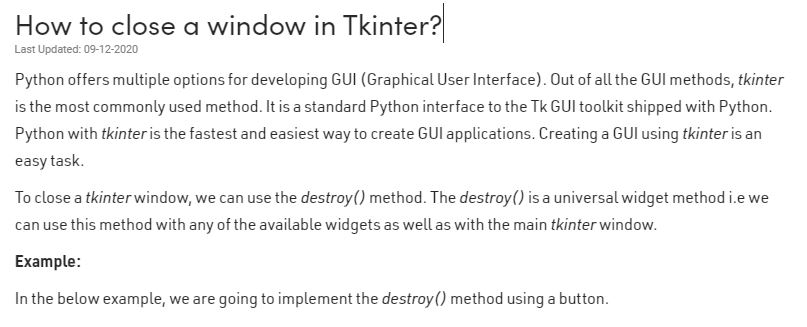 How to close a window in Tkinter?
Last Updated: 09-12-2020
Python offers multiple options for developing GUI (Graphical User Interface). Out of all the GUI methods, tkinter
is the most commonly used method. It is a standard Python interface to the Tk GUI toolkit shipped with Python.
Python with tkinter is the fastest and easiest way to create GUI applications. Creating a GUI using tkinter is an
easy task.
To close a tkinter window, we can use the destroy() method. The destroy() is a universal widget method i.e we
can use this method with any of the available widgets as well as with the main tkinter window.
Example:
In the below example, we are going to implement the destroy() method using a button.